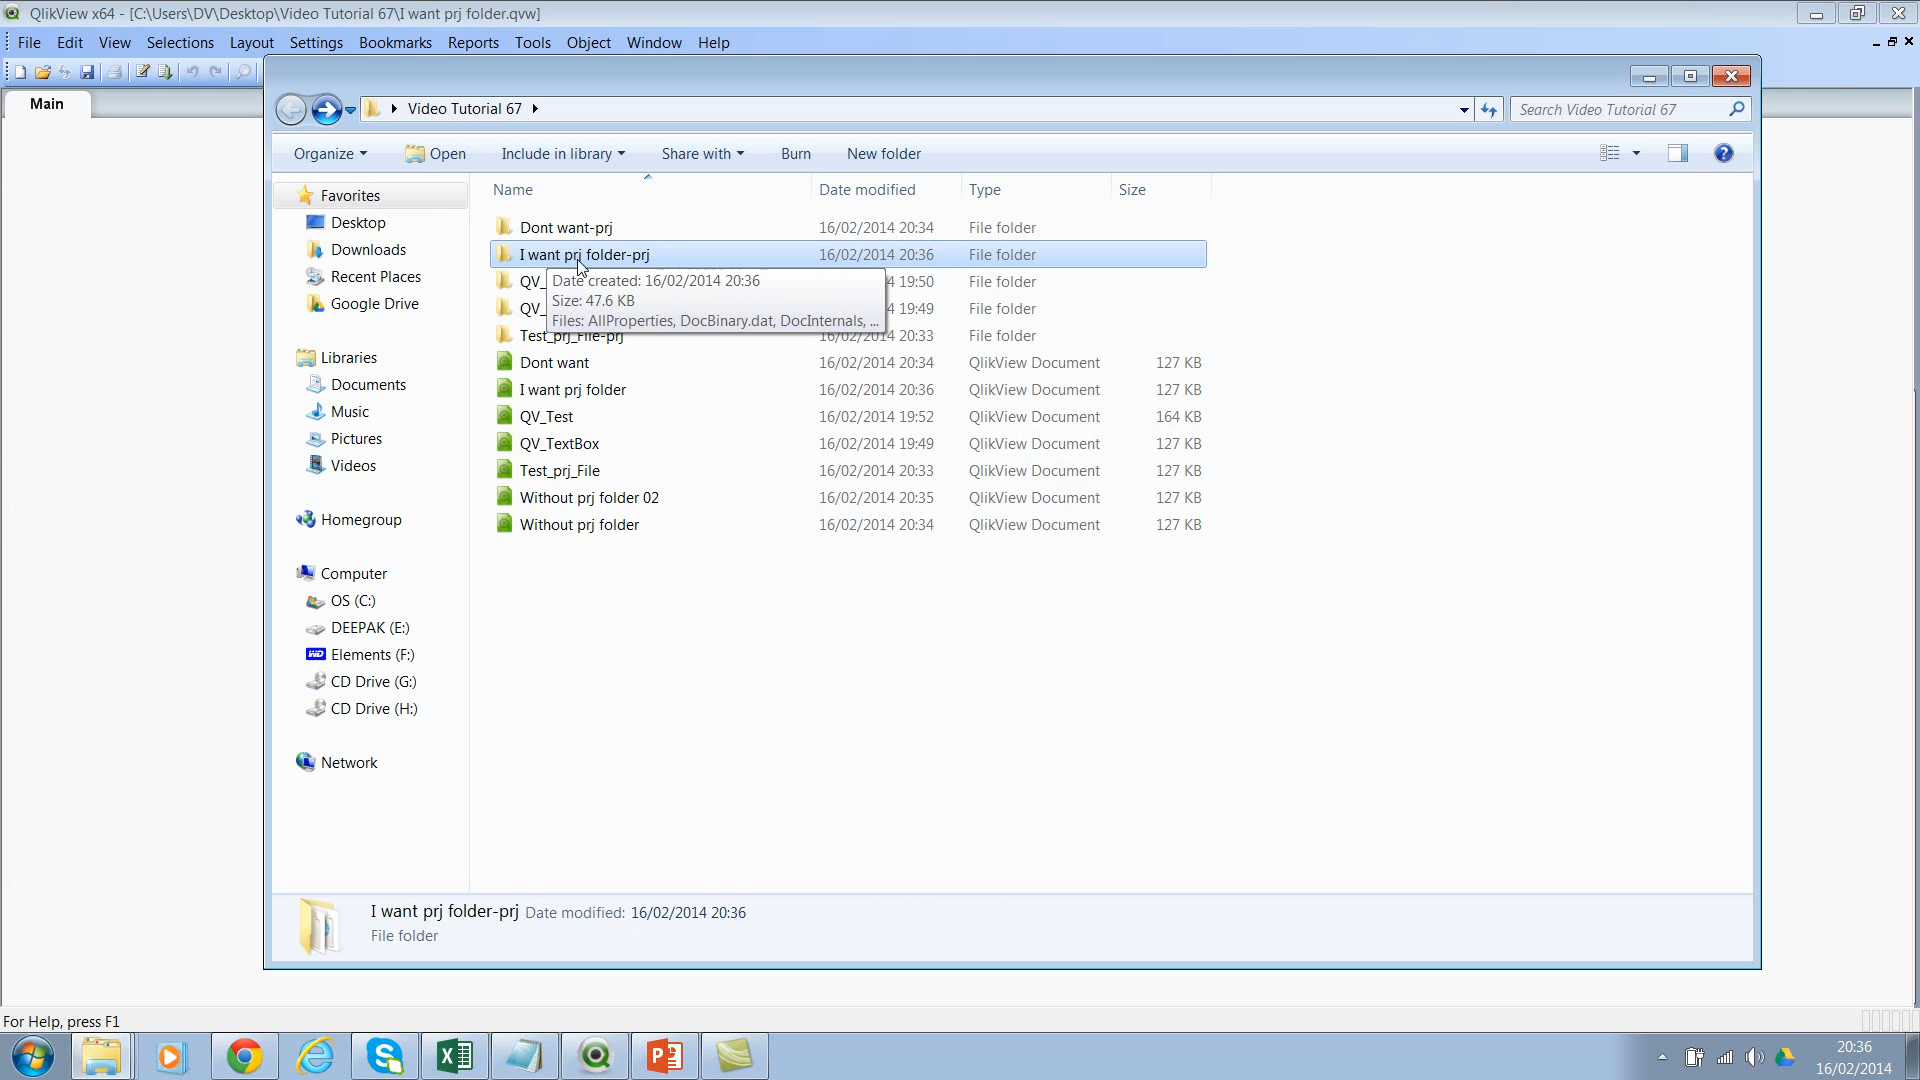 QlikView x64 - [C:\Users\DV\Desktop\Video Tutorial 67\I want prj folder.qvw]
File Edit View Selections Layout Settings Bookmarks Reports Tools Object Window Help
Main
Video Tutorial 67
Search Video Tutorial 67
Organize Open Include in library Share with Burn New folder
Name Date modified Type Size
Favorites
Desktop
Downloads
Recent Places
Google Drive
Libraries
Documents
Music
Pictures
Videos
Homegroup
Computer
OS (C:)
DEEPAK (E:)
Elements (F:)
CD Drive (G:)
CD Drive (H:)
Network
Dont want-prj 16/02/2014 20:34 File folder
I want prj folder-prj 16/02/2014 20:36 File folder
QV_ 4 19:50 File folder
QV_ 4 19:49 File folder
Test_prj_File-prj 16/02/2014 20:33 File folder
Date created: 16/02/2014 20:36
Size: 47.6 KB
Files: AllProperties, DocBinary.dat, DocInternals, ...
Dont want 16/02/2014 20:34 QlikView Document 127 KB
I want prj folder 16/02/2014 20:36 QlikView Document 127 KB
QV_Test 16/02/2014 19:52 QlikView Document 164 KB
QV_TextBox 16/02/2014 19:49 QlikView Document 127 KB
Test_prj_File 16/02/2014 20:33 QlikView Document 127 KB
Without prj folder 02 16/02/2014 20:35 QlikView Document 127 KB
Without prj folder 16/02/2014 20:34 QlikView Document 127 KB
I want prj folder-prj Date modified: 16/02/2014 20:36
File folder
For Help, press F1
20:36
16/02/2014